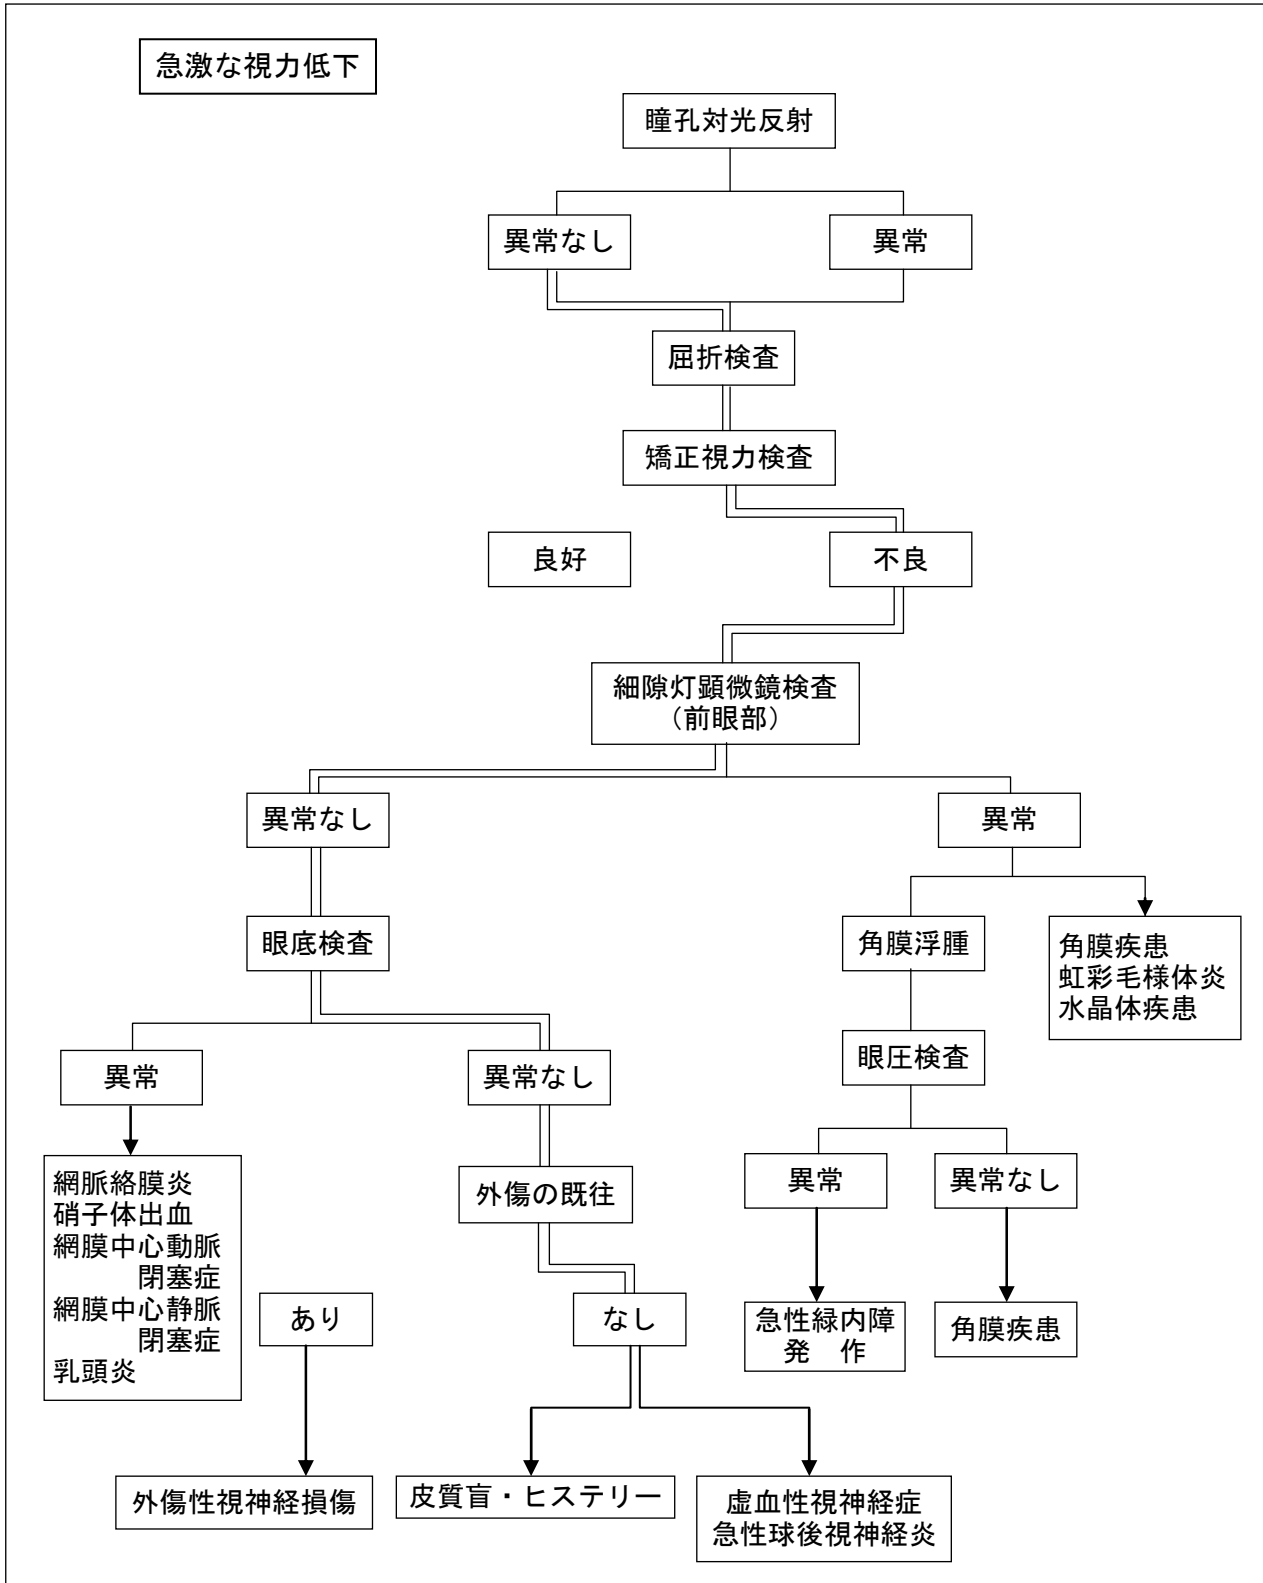 急激な視力低下
瞳孔対光反射
異常なし
異常
屈折検査
矯正視力検査
良好
不良
細隙灯顕微鏡検査
（前眼部）
異常なし
異常
眼底検査
角膜浮腫
角膜疾患
虹彩毛様体炎
水晶体疾患
眼圧検査
異常
異常なし
異常
異常なし
網脈絡膜炎
硝子体出血
網膜中心動脈
閉塞症
網膜中心静脈
閉塞症
乳頭炎
外傷の既往
あり
なし
急性緑内障
発　作
角膜疾患
外傷性視神経損傷
皮質盲・ヒステリー
虚血性視神経症
急性球後視神経炎